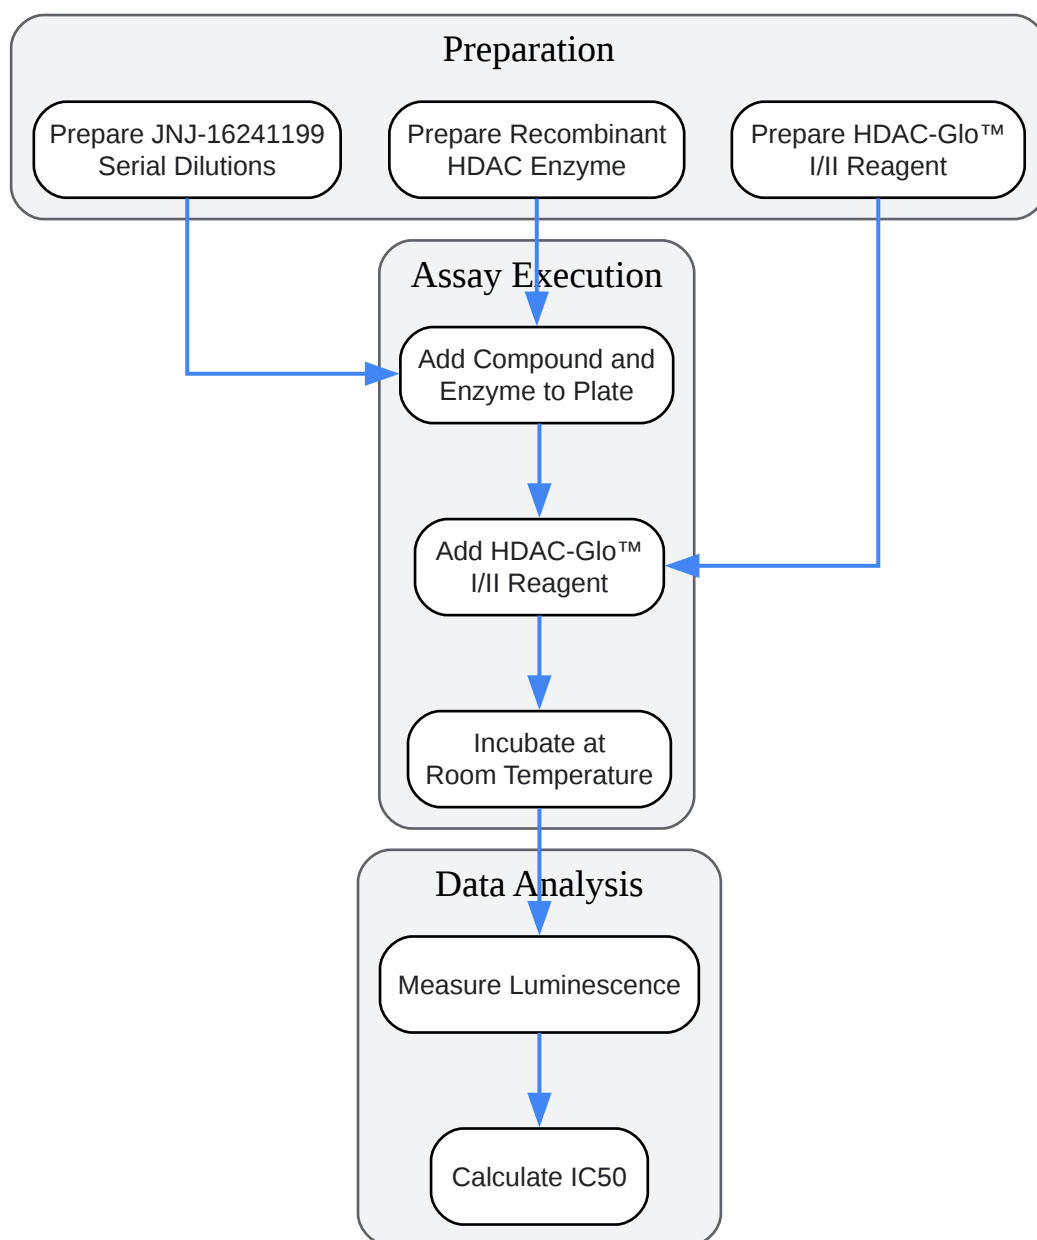 Preparation
Prepare JNJ-16241199
Serial Dilutions
Prepare Recombinant
HDAC Enzyme
Prepare HDAC-Glo™
I/II Reagent
Assay Execution
Add Compound and
Enzyme to Plate
Add HDAC-Glo™
I/II Reagent
Incubate at
Room Temperature
Data Analysis
Measure Luminescence
Calculate IC50